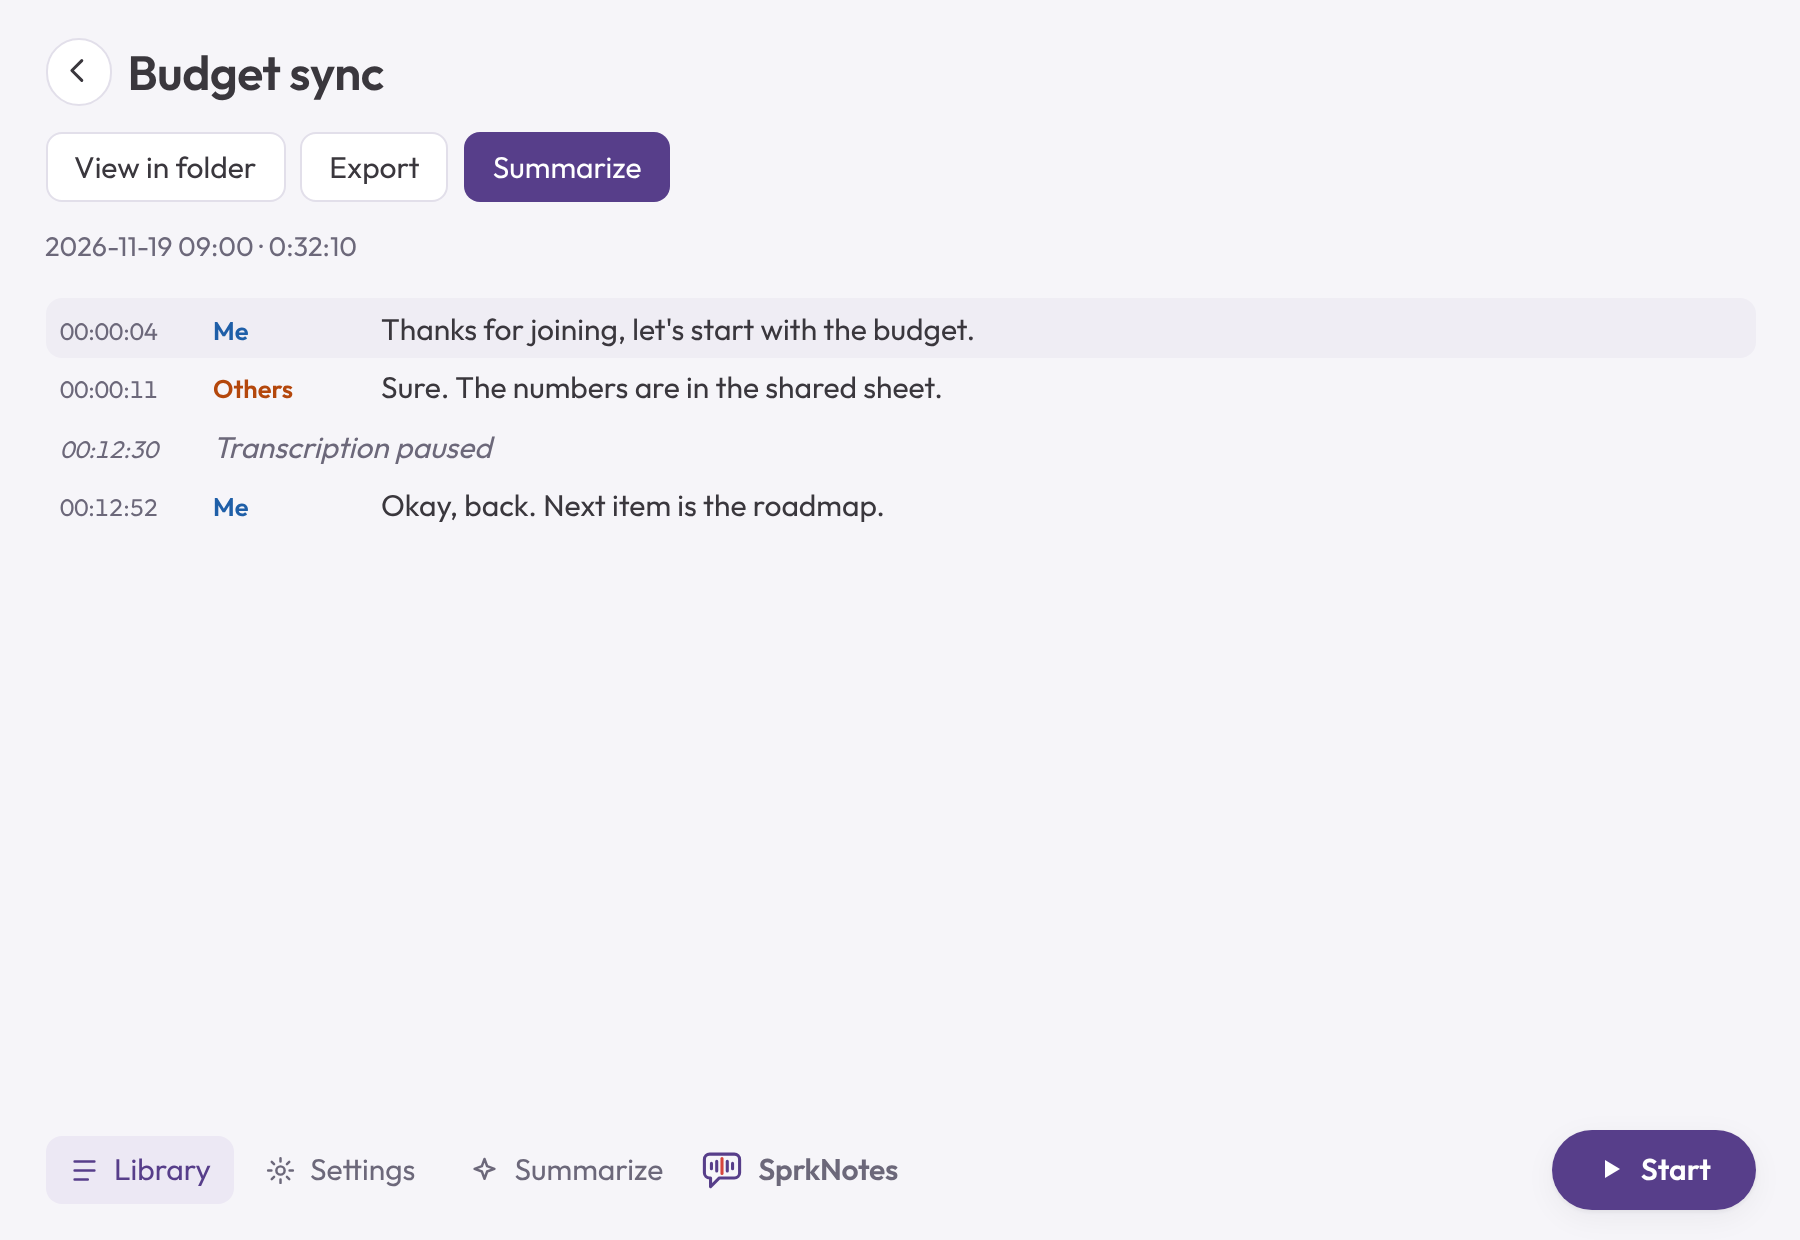 Budget sync
View in folder Export Summarize
2026-11-19 09:00 · 0:32:10
00:00:04 Me Thanks for joining, let's start with the budget.
00:00:11 Others Sure. The numbers are in the shared sheet.
00:12:30 Transcription paused
00:12:52 Me Okay, back. Next item is the roadmap.
Library Settings Summarize SprkNotes Start